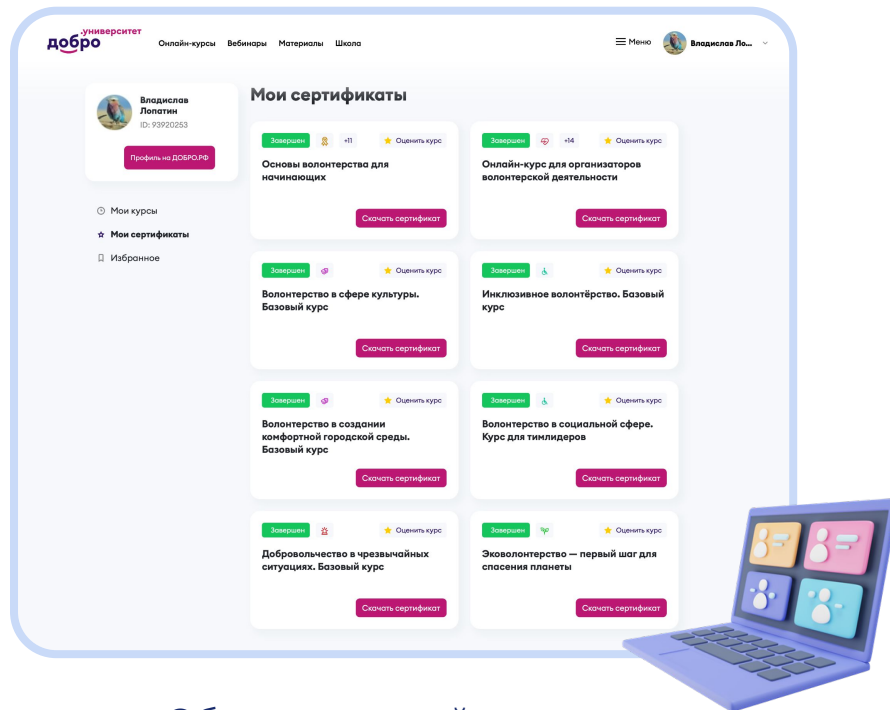 .университет
добро
Онлайн-курсы Вебинары Материалы Школа
Меню
Владислав Ло...
Владислав
Лопатин
ID: 93920253
Профиль на ДОБРО.РФ
Мои курсы
Мои сертификаты
Избранное
Мои сертификаты
Завершен +11 Оценить курс
Основы волонтерства для
начинающих
Скачать сертификат
Завершен +14 Оценить курс
Онлайн-курс для организаторов
волонтерской деятельности
Скачать сертификат
Завершен Оценить курс
Волонтерство в сфере культуры.
Базовый курс
Скачать сертификат
Завершен Оценить курс
Инклюзивное волонтёрство. Базовый
курс
Скачать сертификат
Завершен Оценить курс
Волонтерство в создании
комфортной городской среды.
Базовый курс
Скачать сертификат
Завершен Оценить курс
Волонтерство в социальной сфере.
Курс для тимлидеров
Скачать сертификат
Завершен Оценить курс
Добровольчество в чрезвычайных
ситуациях. Базовый курс
Скачать сертификат
Завершен Оценить курс
Эковолонтерство — первый шаг для
спасения планеты
Скачать сертификат